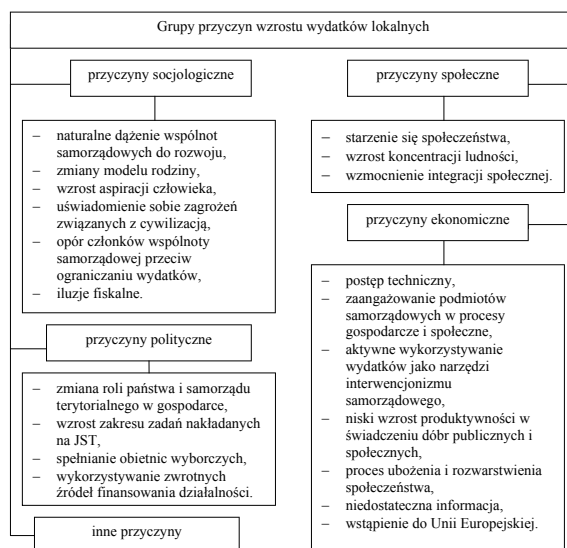 Grupy przyczyn wzrostu wydatków lokalnych
przyczyny socjologiczne
– naturalne dążenie wspólnot
samorządowych do rozwoju,
– zmiany modelu rodziny,
– wzrost aspiracji człowieka,
– uświadomienie sobie zagrożeń
związanych z cywilizacją,
– opór członków wspólnoty
samorządowej przeciw
ograniczaniu wydatków,
– iluzje fiskalne.
przyczyny polityczne
– zmiana roli państwa i samorządu
terytorialnego w gospodarce,
– wzrost zakresu zadań nakładanych
na JST,
– spełnianie obietnic wyborczych,
– wykorzystywanie zwrotnych
źródeł finansowania działalności.
inne przyczyny
przyczyny społeczne
– starzenie się społeczeństwa,
– wzrost koncentracji ludności,
– wzmocnienie integracji społecznej.
przyczyny ekonomiczne
– postęp techniczny,
– zaangażowanie podmiotów
samorządowych w procesy
gospodarcze i społeczne,
– aktywne wykorzystywanie
wydatków jako narzędzi
interwencjonizmu
samorządowego,
– niski wzrost produktywności w
świadczeniu dóbr publicznych i
społecznych,
– proces ubożenia i rozwarstwienia
społeczeństwa,
– niedostateczna informacja,
– wstąpienie do Unii Europejskiej.